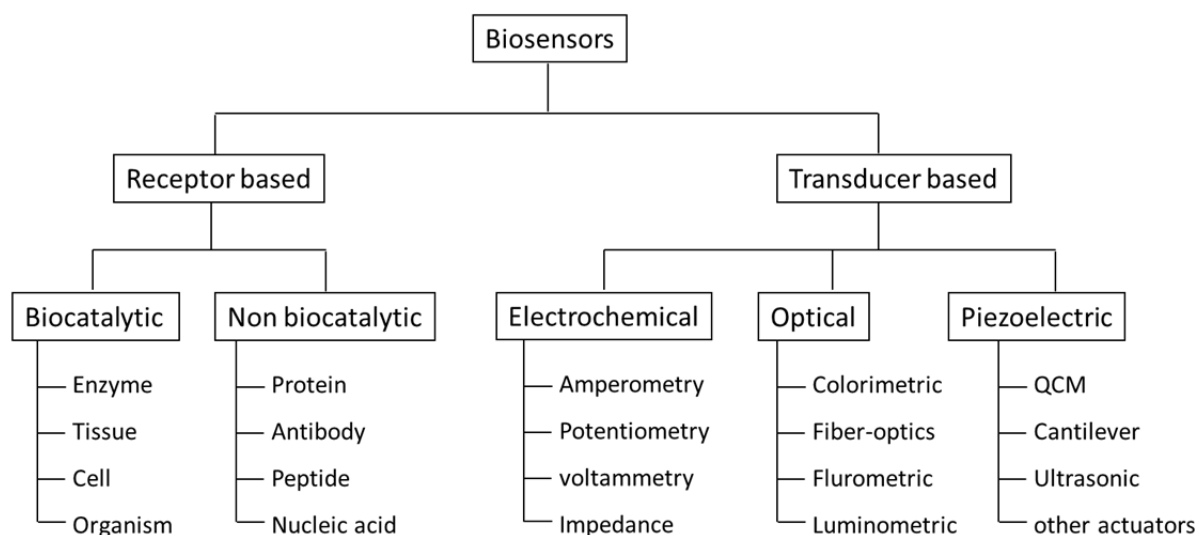 Biosensors
Receptor based
Transducer based
Biocatalytic
Non biocatalytic
Electrochemical
Optical
Piezoelectric
Enzyme
Tissue
Cell
Organism
Protein
Antibody
Peptide
Nucleic acid
Amperometry
Potentiometry
voltammetry
Impedance
Colorimetric
Fiber-optics
Flurometric
Luminometric
QCM
Cantilever
Ultrasonic
other actuators